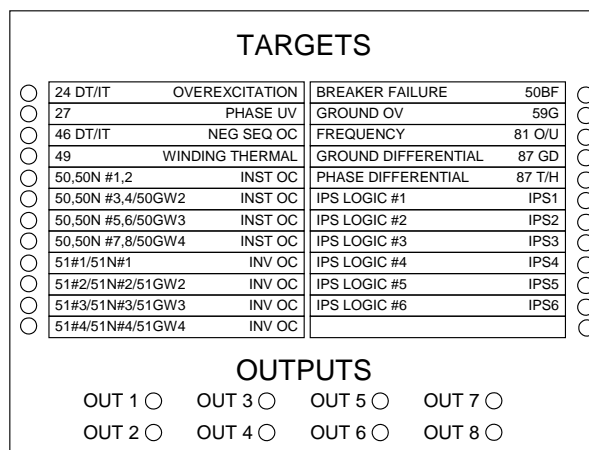 TARGETS
24 DT/IT OVEREXCITATION BREAKER FAILURE 50BF
27 PHASE UV GROUND OV 59G
46 DT/IT NEG SEQ OC FREQUENCY 81 O/U
49 WINDING THERMAL GROUND DIFFERENTIAL 87 GD
50,50N #1,2 INST OC PHASE DIFFERENTIAL 87 T/H
50,50N #3,4/50GW2 INST OC IPS LOGIC #1 IPS1
50,50N #5,6/50GW3 INST OC IPS LOGIC #2 IPS2
50,50N #7,8/50GW4 INST OC IPS LOGIC #3 IPS3
51#1/51N#1 INV OC IPS LOGIC #4 IPS4
51#2/51N#2/51GW2 INV OC IPS LOGIC #5 IPS5
51#3/51N#3/51GW3 INV OC IPS LOGIC #6 IPS6
51#4/51N#4/51GW4 INV OC
OUTPUTS
OUT 1 OUT 3 OUT 5 OUT 7
OUT 2 OUT 4 OUT 6 OUT 8